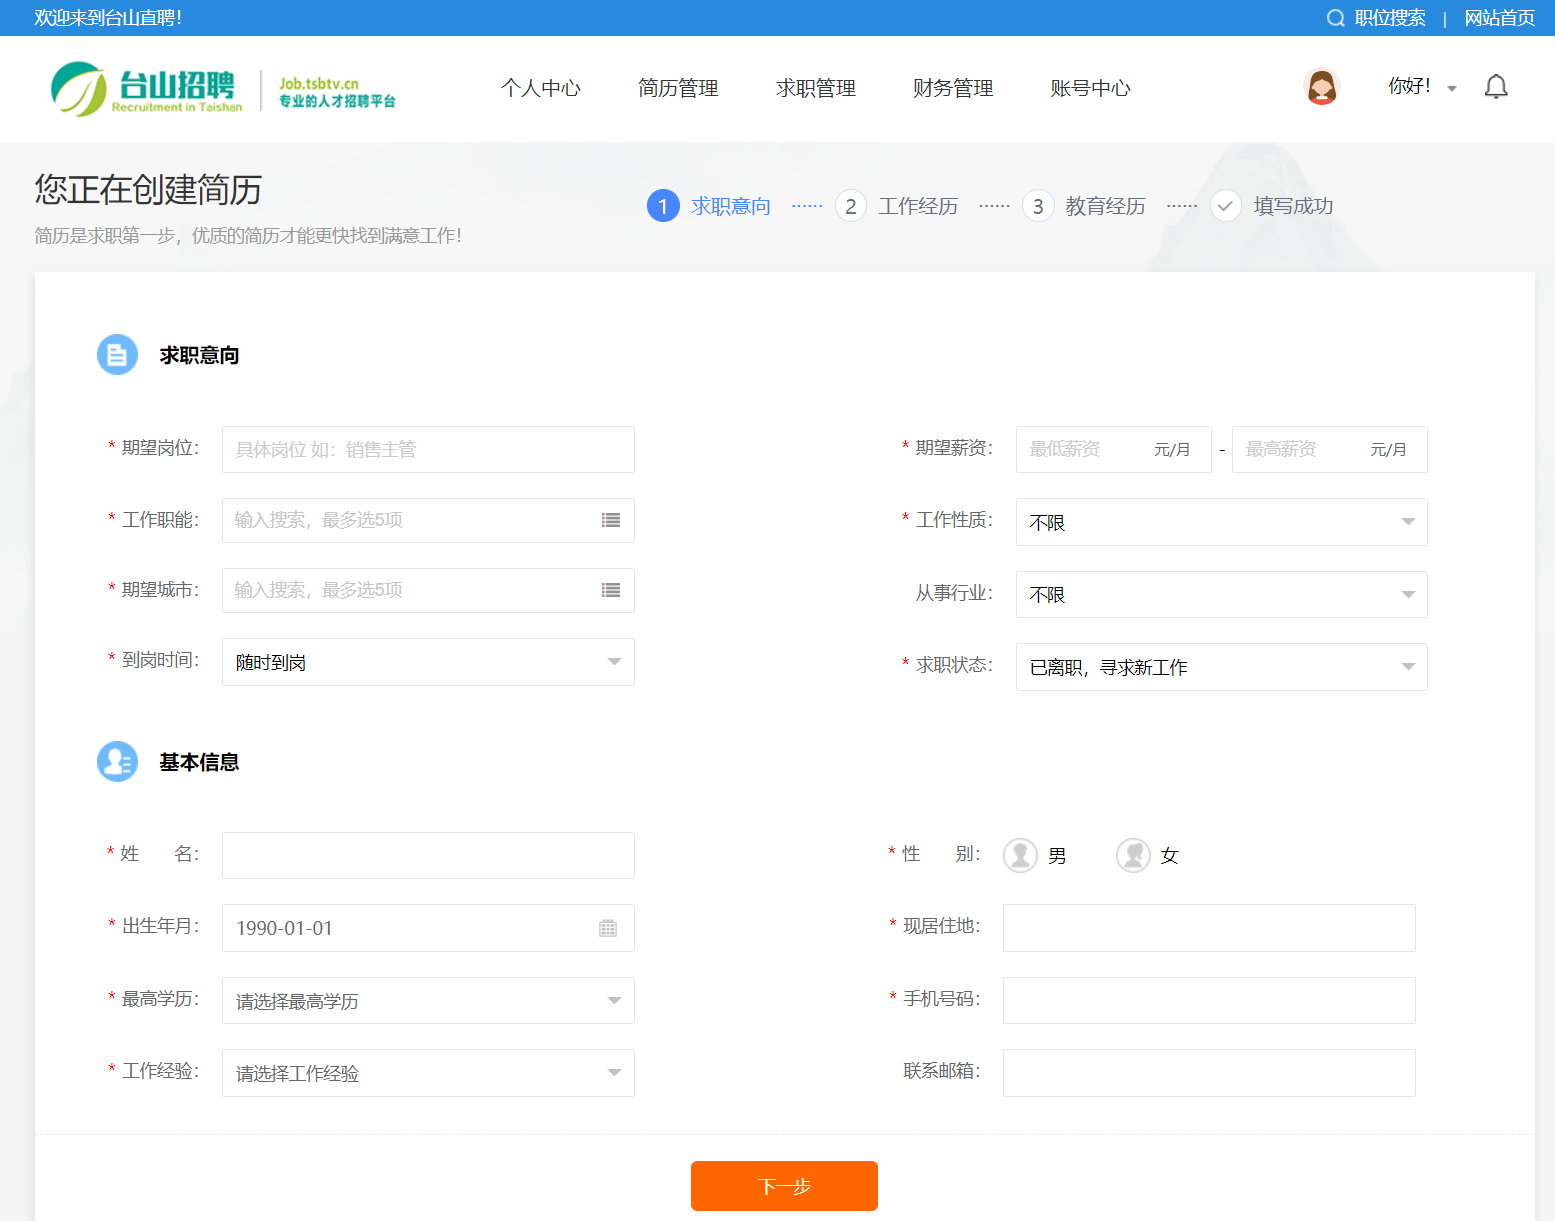 欢迎来到台山直聘!
职位搜索 | 网站首页
台山招聘
Recruitment in Taishan
Job.tsbtv.cn
专业的人才招聘平台
个人中心 简历管理 求职管理 财务管理 账号中心
你好!
您正在创建简历
简历是求职第一步，优质的简历才能更快找到满意工作!
1 求职意向 ······ 2 工作经历 ······ 3 教育经历 ······ 填写成功
求职意向
* 期望岗位： 具体岗位 如：销售主管
* 期望薪资： 最低薪资 元/月 - 最高薪资 元/月
* 工作职能： 输入搜索，最多选5项
* 工作性质： 不限
* 期望城市： 输入搜索，最多选5项
从事行业： 不限
* 到岗时间： 随时到岗
* 求职状态： 已离职，寻求新工作
基本信息
* 姓 名：
* 性 别： 男 女
* 出生年月： 1990-01-01
* 现居住地：
* 最高学历： 请选择最高学历
* 手机号码：
* 工作经验： 请选择工作经验
联系邮箱：
下一步